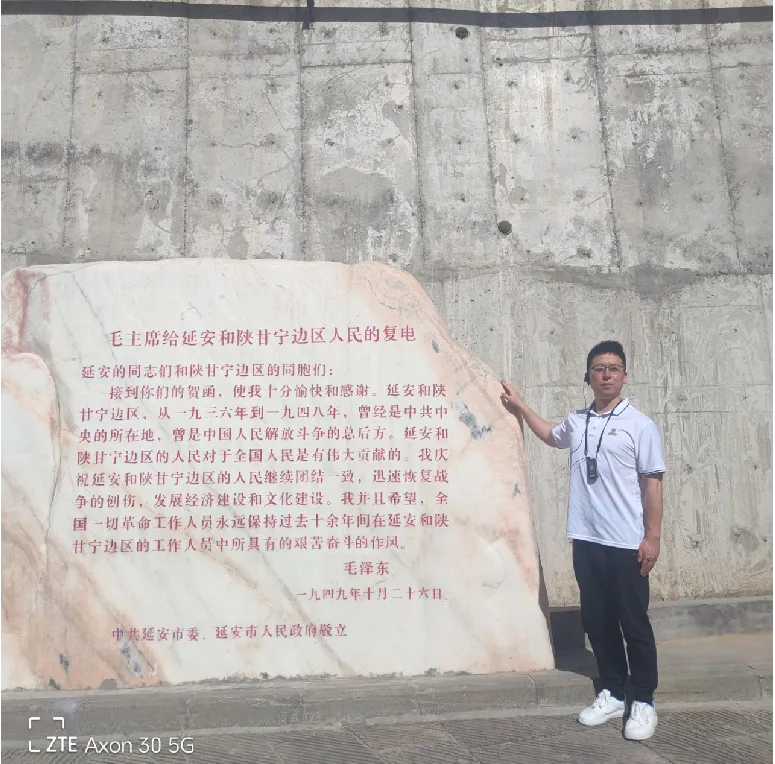 毛主席给延安和陕甘宁边区人民的复电
延安的同志们和陕甘宁边区的同胞们：
接到你们的贺函，使我十分愉快和感谢。延安和
陕甘宁边区，从一九三六年到一九四八年，曾经是中共中
央的所在地，曾是中国人民解放斗争的总后方。延安和
陕甘宁边区的人民对于全国人民是有伟大贡献的。我庆
祝延安和陕甘宁边区的人民继续团结一致，迅速恢复战
争的创伤，发展经济建设和文化建设。我并且希望，全
国一切革命工作人员永远保持过去十余年间在延安和陕
甘宁边区的工作人员中所具有的艰苦奋斗的作风。
毛泽东
一九四九年十月二十六日
中共延安市委、延安市人民政府敬立
ZTE Axon 30 5G